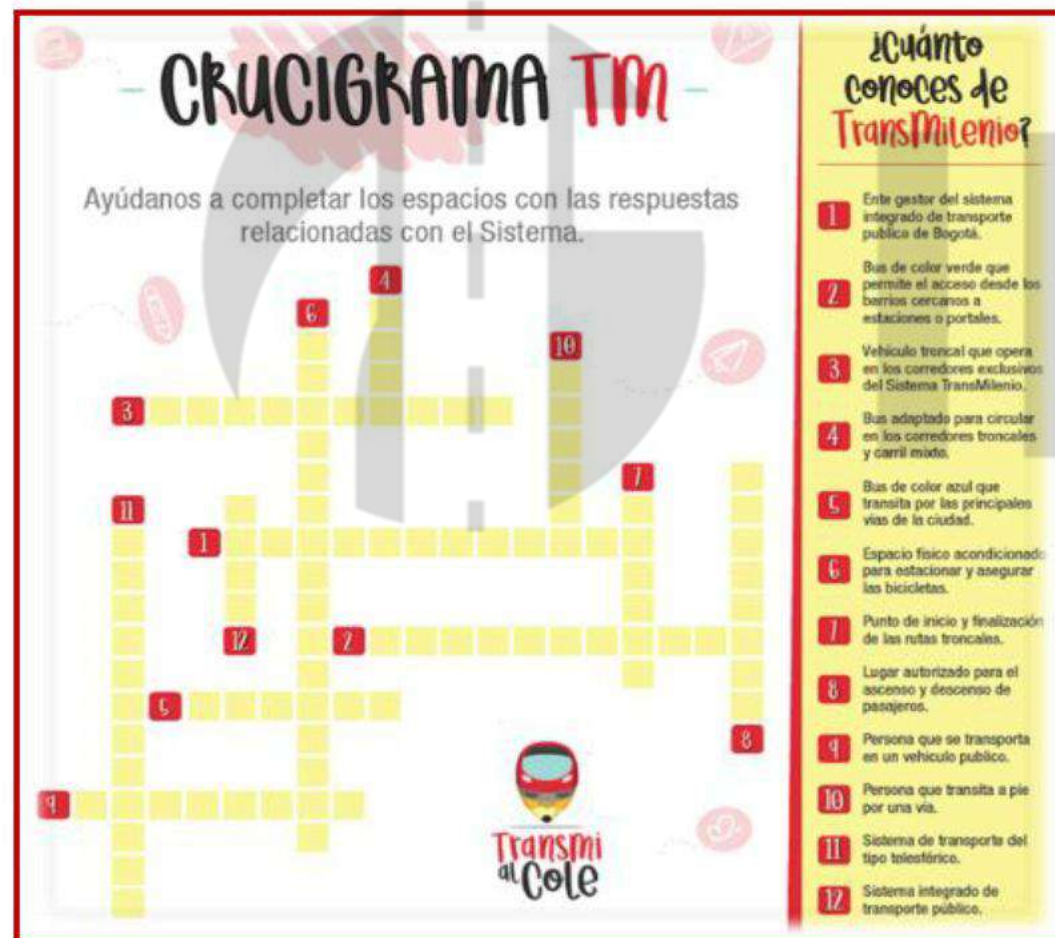 CRUCIGRAMA TM
Ayúdanos a completar los espacios con las respuestas
relacionadas con el Sistema.
4
6
10
3
7
11
1
12
2
5
8
9
Transmi
al Cole
¿Cuánto
conoces de
TransMilenio?
1
Ente gestor del sistema
integrado de transporte
publico de Bogotá.
2
Bus de color verde que
permite el acceso desde los
barrios cercanos a
estaciones o portales.
3
Vehiculo troncal que opera
en los corredores exclusivos
del Sistema TransMilenio.
4
Bus adaptado para circular
en los corredores troncales
y carril mixto.
5
Bus de color azul que
transita por las principales
vias de la ciudad.
6
Espacio físico acondicionado
para estacionar y asegurar
las bicicletas.
7
Punto de inicio y finalización
de las rutas troncales.
8
Lugar autorizado para el
ascenso y descenso de
pasajeros.
9
Persona que se transporta
en un vehiculo publico.
10
Persona que transita a pie
por una vía.
11
Sistema de transporte del
tipo teleférico.
12
Sistema integrado de
transporte público.